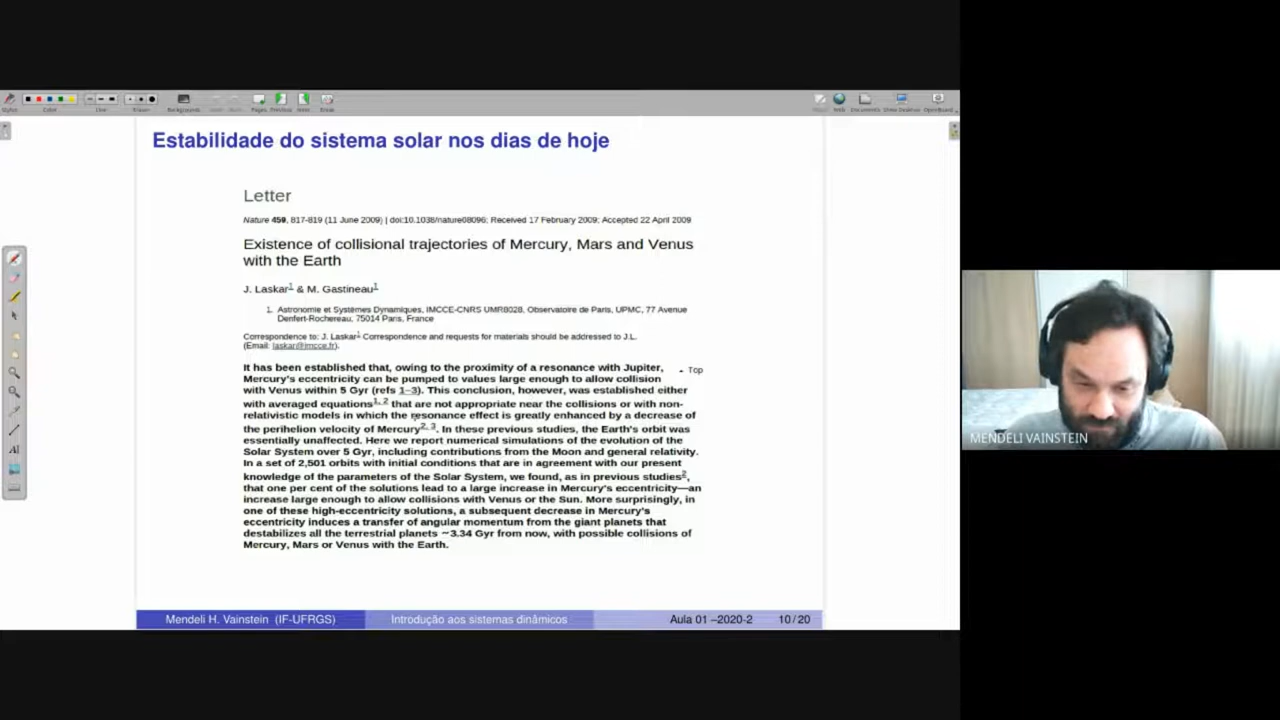 Estabilidade do sistema solar nos dias de hoje
Letter
Nature 459, 817-819 (11 June 2009) | doi:10.1038/nature08096; Received 17 February 2009; Accepted 22 April 2009
Existence of collisional trajectories of Mercury, Mars and Venus
with the Earth
J. Laskar1 & M. Gastineau1
1. Astronomie et Systèmes Dynamiques, IMCCE-CNRS UMR8028, Observatoire de Paris, UPMC, 77 Avenue
Denfert-Rochereau, 75014 Paris, France
Correspondence to: J. Laskar1 Correspondence and requests for materials should be addressed to J.L.
(Email: laskar@imcce.fr).
It has been established that, owing to the proximity of a resonance with Jupiter,
Mercury's eccentricity can be pumped to values large enough to allow collision
with Venus within 5 Gyr (refs 1–3). This conclusion, however, was established either
with averaged equations1, 2 that are not appropriate near the collisions or with non-
relativistic models in which the resonance effect is greatly enhanced by a decrease of
the perihelion velocity of Mercury2, 3. In these previous studies, the Earth's orbit was
essentially unaffected. Here we report numerical simulations of the evolution of the
Solar System over 5 Gyr, including contributions from the Moon and general relativity.
In a set of 2,501 orbits with initial conditions that are in agreement with our present
knowledge of the parameters of the Solar System, we found, as in previous studies2,
that one per cent of the solutions lead to a large increase in Mercury's eccentricity—an
increase large enough to allow collisions with Venus or the Sun. More surprisingly, in
one of these high-eccentricity solutions, a subsequent decrease in Mercury's
eccentricity induces a transfer of angular momentum from the giant planets that
destabilizes all the terrestrial planets ~3.34 Gyr from now, with possible collisions of
Mercury, Mars or Venus with the Earth.
Top
Mendeli H. Vainstein (IF-UFRGS) Introdução aos sistemas dinâmicos Aula 01 –2020-2 10/20
MENDELI VAINSTEIN